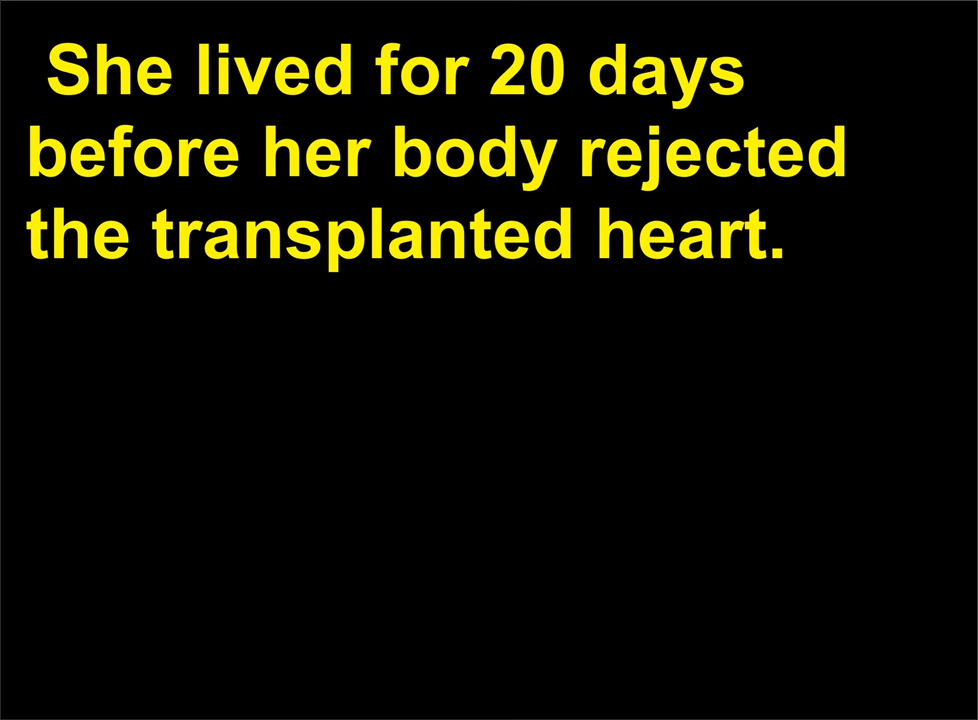 She lived for 20 days
before her body rejected
the transplanted heart.